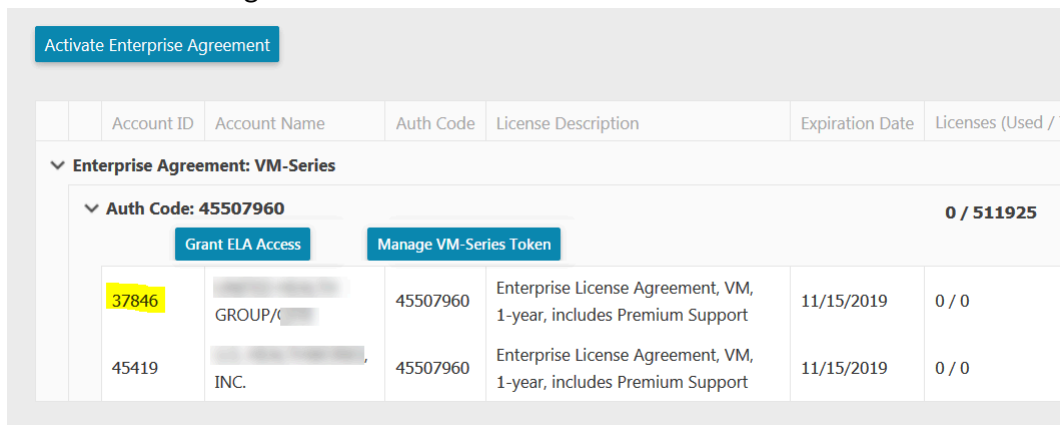 Activate Enterprise Agreement
Account ID Account Name Auth Code License Description Expiration Date Licenses (Used /
Enterprise Agreement: VM-Series
Auth Code: 45507960 0 / 511925
Grant ELA Access Manage VM-Series Token
37846 GROUP/ 45507960 Enterprise License Agreement, VM, 11/15/2019 0 / 0
1-year, includes Premium Support
45419 , INC. 45507960 Enterprise License Agreement, VM, 11/15/2019 0 / 0
1-year, includes Premium Support